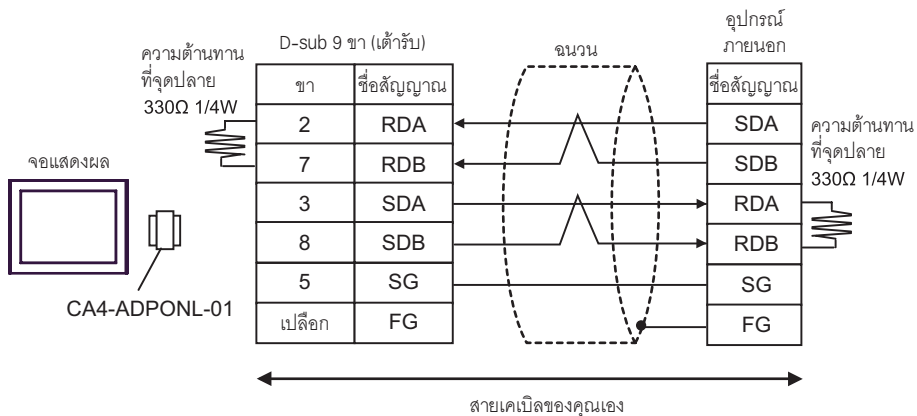 อุปกรณ์
ภายนอก
D-sub 9 ขา (เต้ารับ)
ฉนวน
ความต้านทาน
ที่จุดปลาย
330Ω 1/4W
ขา ชื่อสัญญาณ ชื่อสัญญาณ
2 RDA SDA
7 RDB SDB
3 SDA RDA
8 SDB RDB
5 SG SG
เปลือก FG FG
ความต้านทาน
ที่จุดปลาย
330Ω 1/4W
จอแสดงผล
CA4-ADPONL-01
สายเคเบิลของคุณเอง